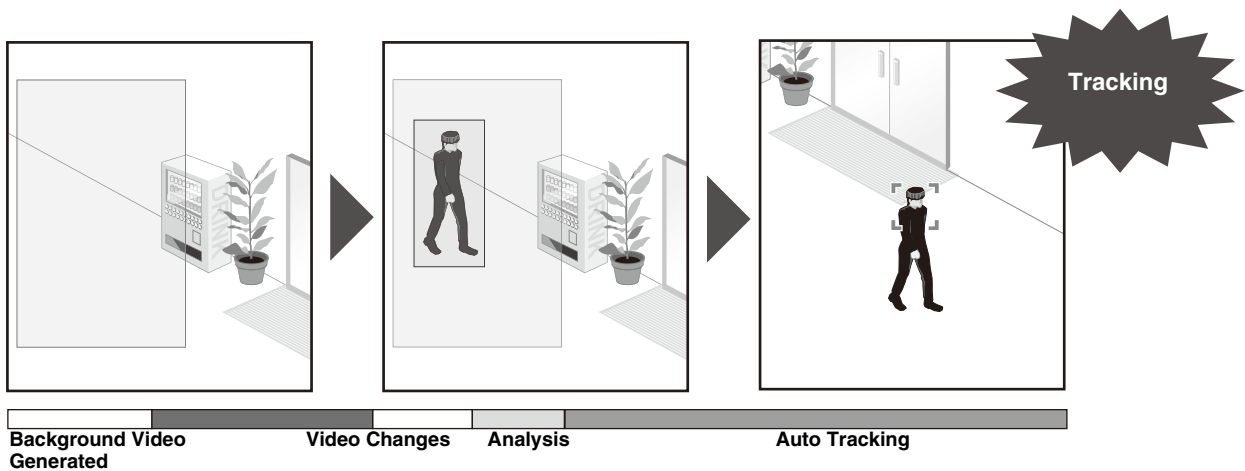 Tracking
Background Video
Generated
Video Changes
Analysis
Auto Tracking